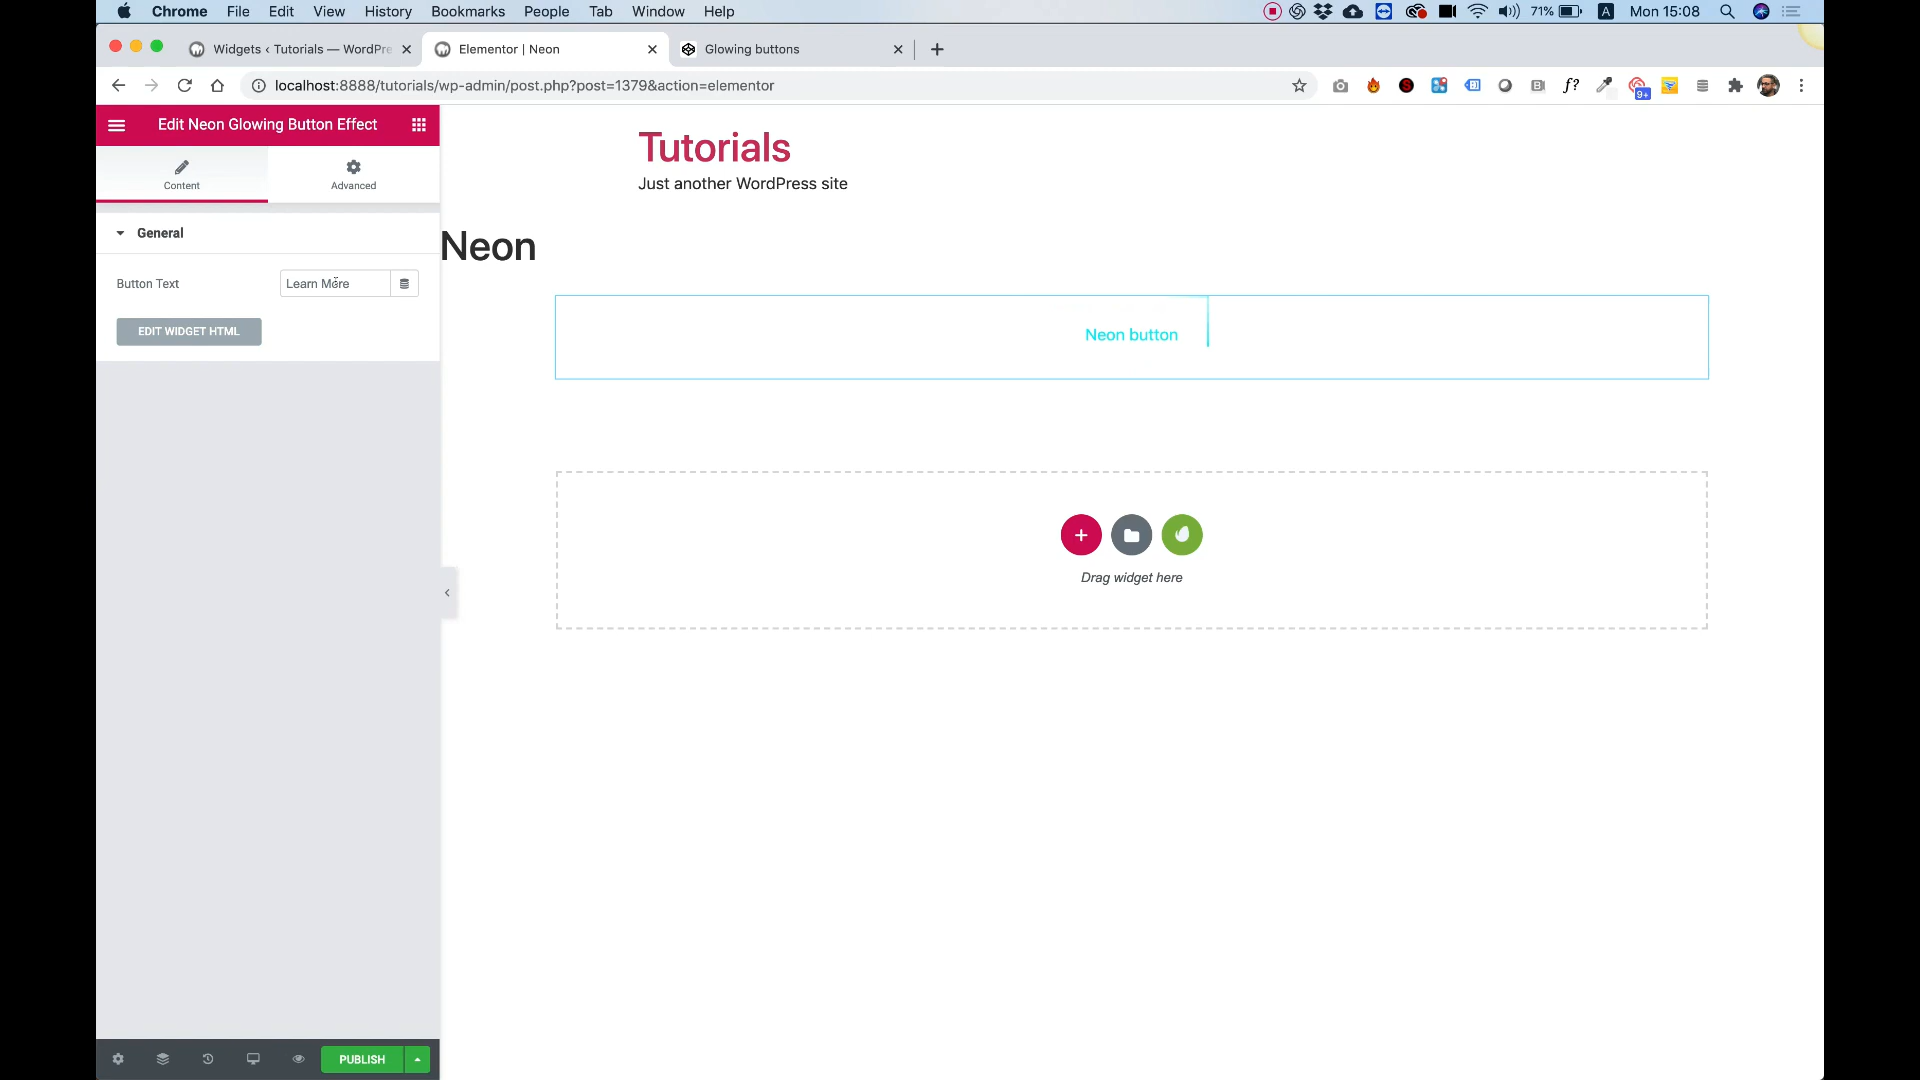 Chrome File Edit View History Bookmarks People Tab Window Help
71% A Mon 15:08
Widgets ‹ Tutorials — WordPre
Elementor | Neon
Glowing buttons
localhost:8888/tutorials/wp-admin/post.php?post=1379&action=elementor
f?
9+
Edit Neon Glowing Button Effect
Content
Advanced
General
Button Text
Learn More
EDIT WIDGET HTML
PUBLISH
Tutorials
Just another WordPress site
Neon
Neon button
Drag widget here